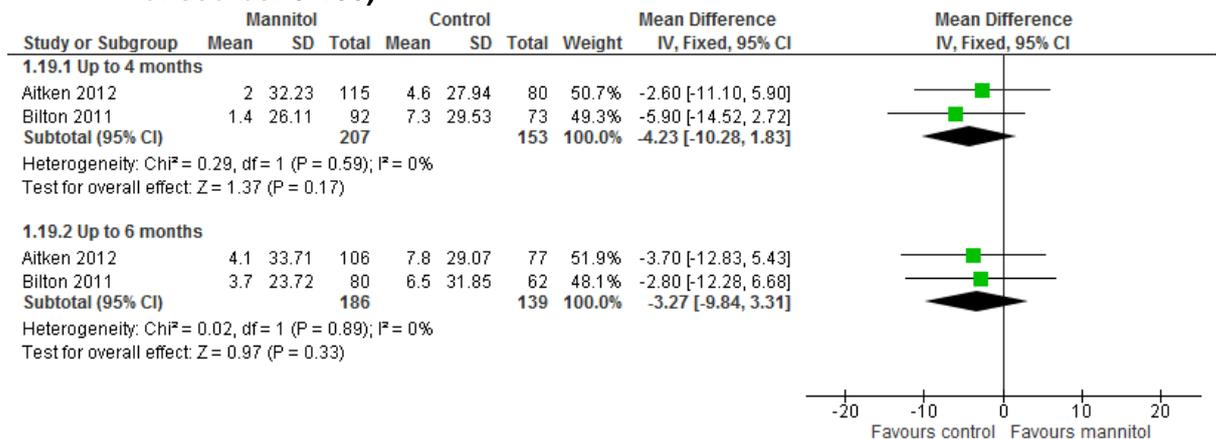 Mannitol Control Mean Difference Mean Difference
Study or Subgroup Mean SD Total Mean SD Total Weight IV, Fixed, 95% CI IV, Fixed, 95% CI
1.19.1 Up to 4 months
Aitken 2012 2 32.23 115 4.6 27.94 80 50.7% -2.60 [-11.10, 5.90]
Bilton 2011 1.4 26.11 92 7.3 29.53 73 49.3% -5.90 [-14.52, 2.72]
Subtotal (95% CI) 207 153 100.0% -4.23 [-10.28, 1.83]
Heterogeneity: Chi² = 0.29, df = 1 (P = 0.59); I² = 0%
Test for overall effect: Z = 1.37 (P = 0.17)
1.19.2 Up to 6 months
Aitken 2012 4.1 33.71 106 7.8 29.07 77 51.9% -3.70 [-12.83, 5.43]
Bilton 2011 3.7 23.72 80 6.5 31.85 62 48.1% -2.80 [-12.28, 6.68]
Subtotal (95% CI) 186 139 100.0% -3.27 [-9.84, 3.31]
Heterogeneity: Chi² = 0.02, df = 1 (P = 0.89); I² = 0%
Test for overall effect: Z = 0.97 (P = 0.33)
-20 -10 0 10 20
Favours control Favours mannitol